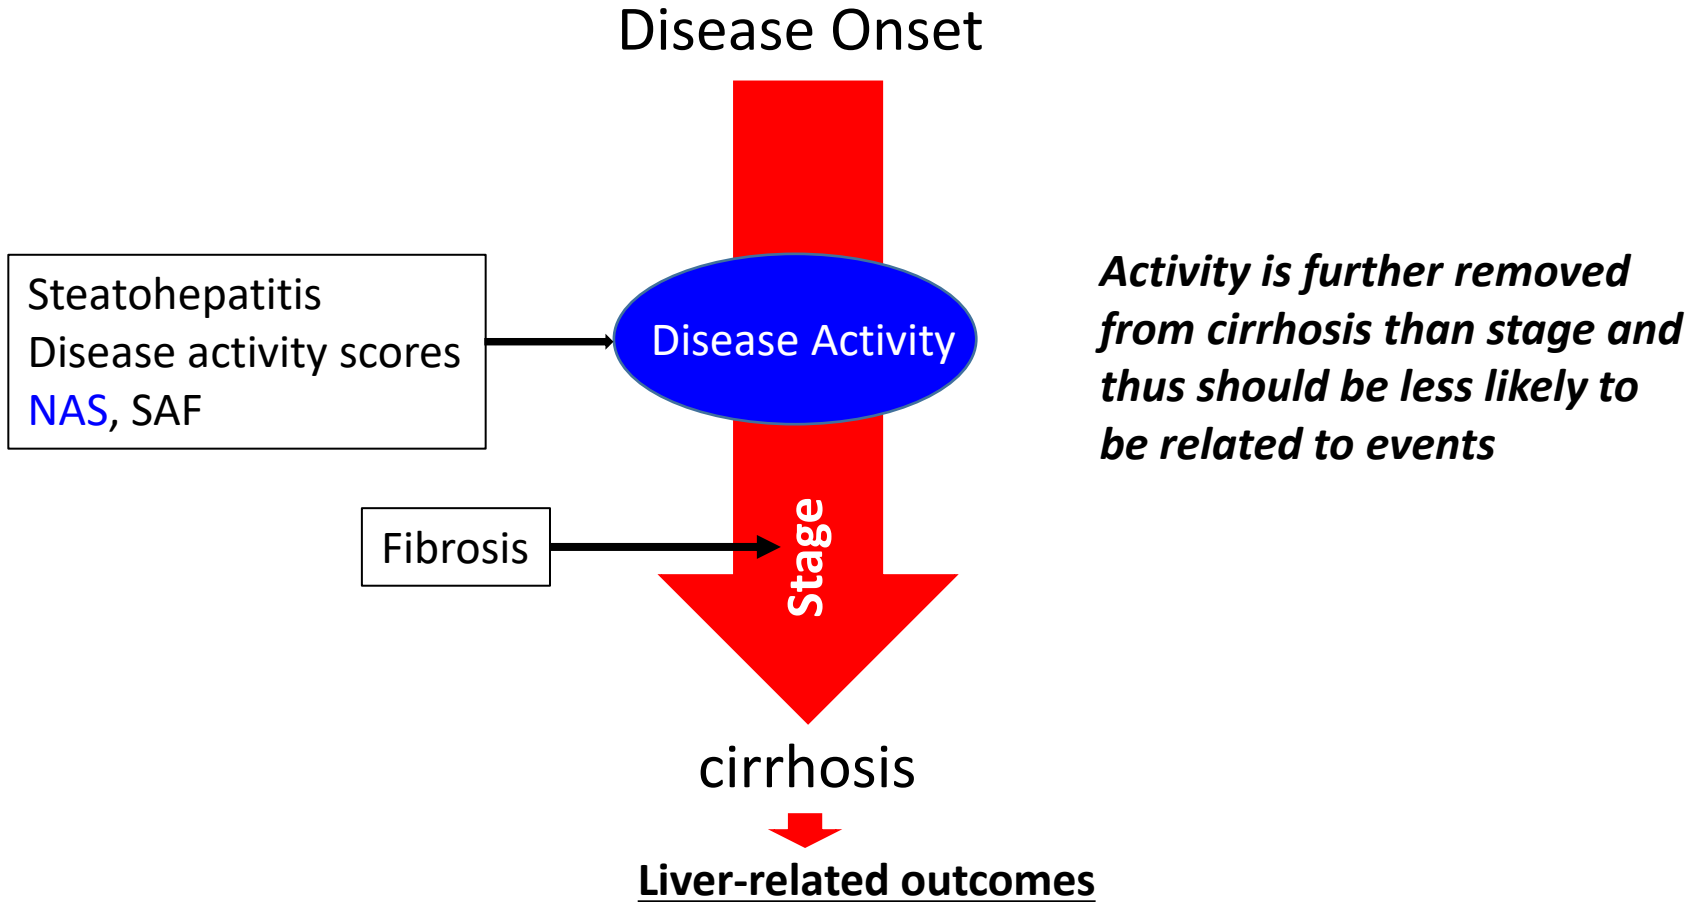 Disease Onset
Steatohepatitis
Disease activity scores
NAS, SAF
Disease Activity
Activity is further removed
from cirrhosis than stage and
thus should be less likely to
be related to events
Fibrosis
Stage
cirrhosis
Liver-related outcomes